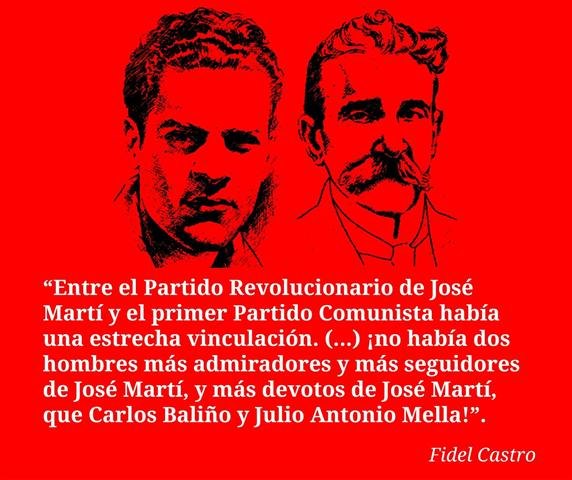 “Entre el Partido Revolucionario de José
Martí y el primer Partido Comunista había
una estrecha vinculación. (...) ¡no había dos
hombres más admiradores y más seguidores
de José Martí, y más devotos de José Martí,
que Carlos Baliño y Julio Antonio Mella!”.
Fidel Castro